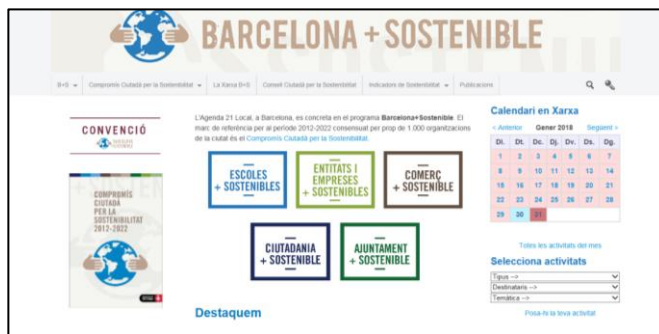 BARCELONA + SOSTENIBLE
B+S
Compromís Ciutadà per la Sostenibilitat
La Xarxa B+S
Consell Ciutadà per la Sostenibilitat
Indicadors de Sostenibilitat
Publicacions
CONVENCIÓ
COMPROMÍS
CIUTADÀ
PER LA
SOSTENIBILITAT
2012-2022
L'Agenda 21 Local, a Barcelona, es concreta en el programa Barcelona+Sostenible. El
marc de referència per al període 2012-2022 consensuat per prop de 1.000 organitzacions
de la ciutat és el Compromís Ciutadà per la Sostenibilitat.
ESCOLES
+ SOSTENIBLES
ENTITATS I
EMPRESES
+ SOSTENIBLES
COMERÇ
+ SOSTENIBLE
CIUTADANIA
+ SOSTENIBLE
AJUNTAMENT
+ SOSTENIBLE
Destaquem
Calendari en Xarxa
< Anterior Gener 2018 Següent >
Dl. Dt. Dc. Dj. Dv. Ds. Dg.
1 2 3 4 5 6 7
8 9 10 11 12 13 14
15 16 17 18 19 20 21
22 23 24 25 26 27 28
29 30 31
Totes les activitats del mes
Selecciona activitats
Tipus -->
Destinataris -->
Temàtica -->
Posa-hi la teva activitat